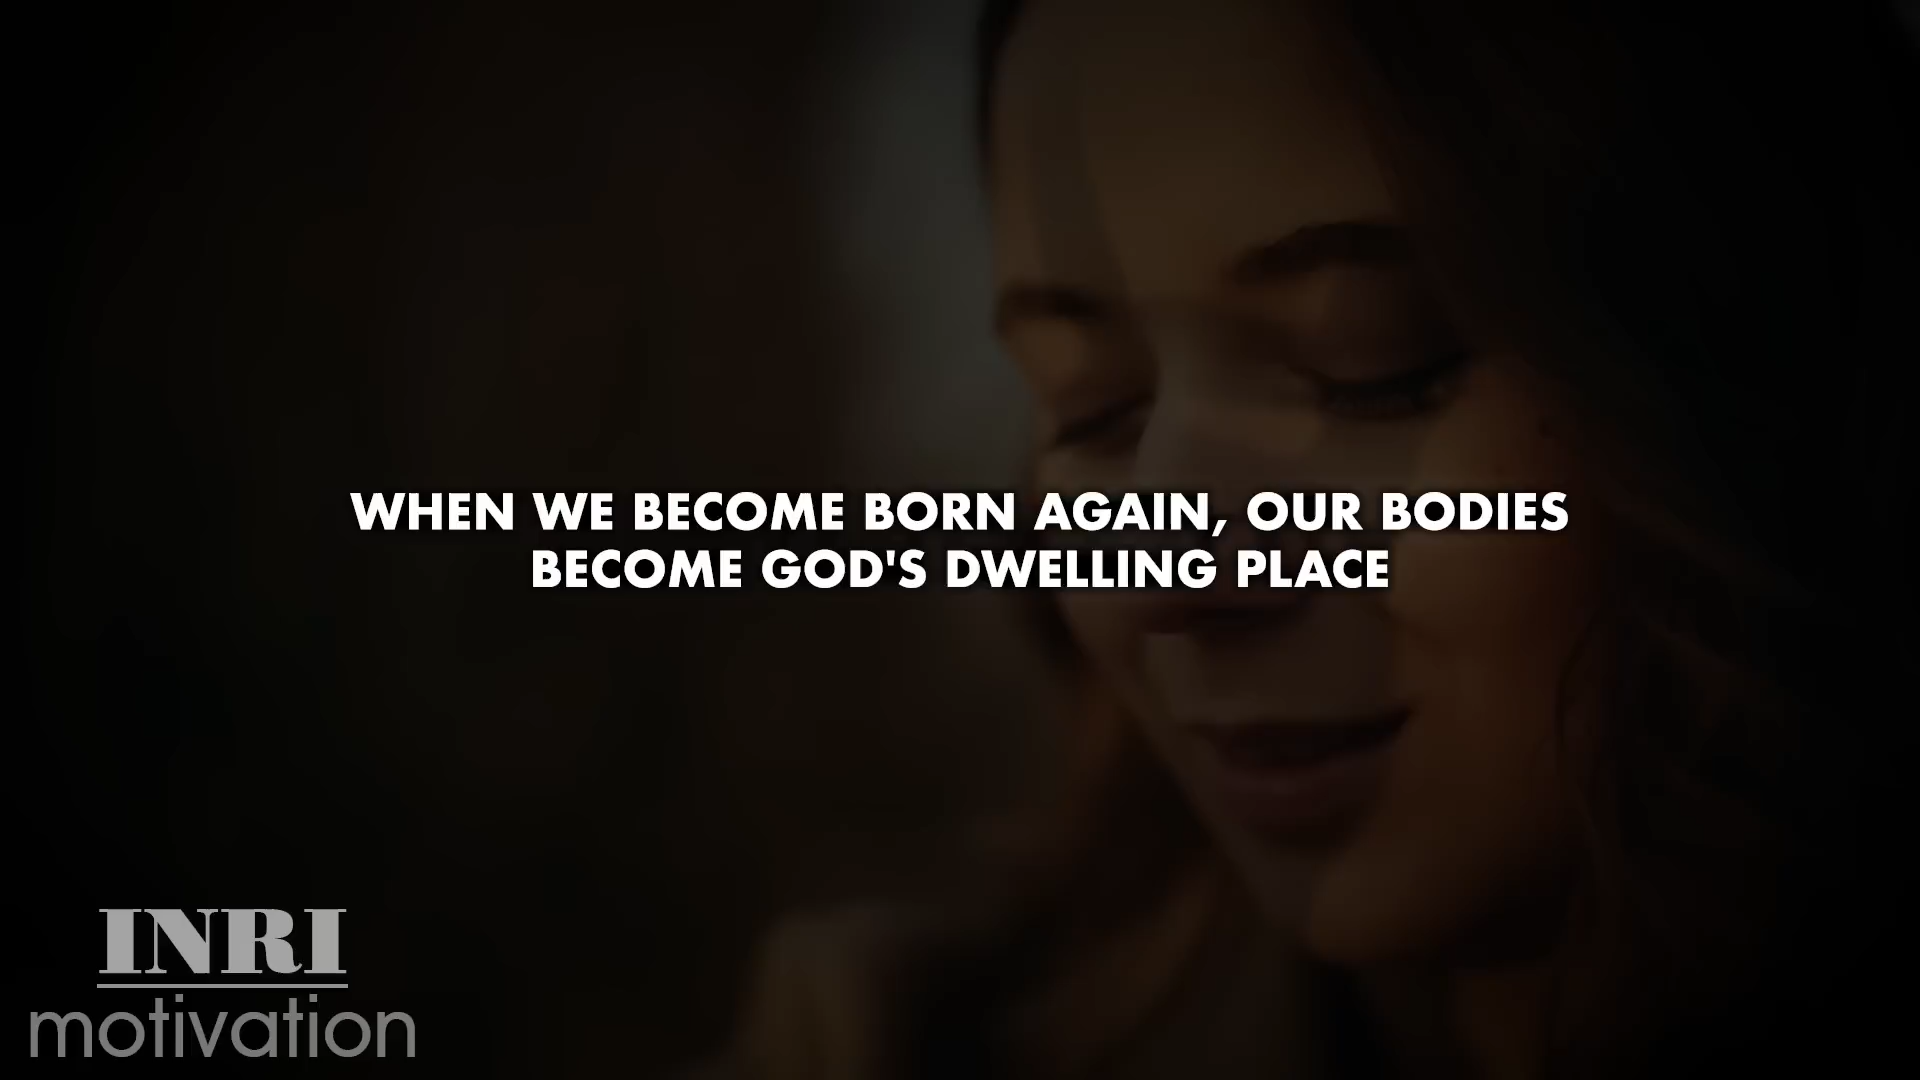 WHEN WE BECOME BORN AGAIN, OUR BODIES
BECOME GOD'S DWELLING PLACE
INRI
motivation